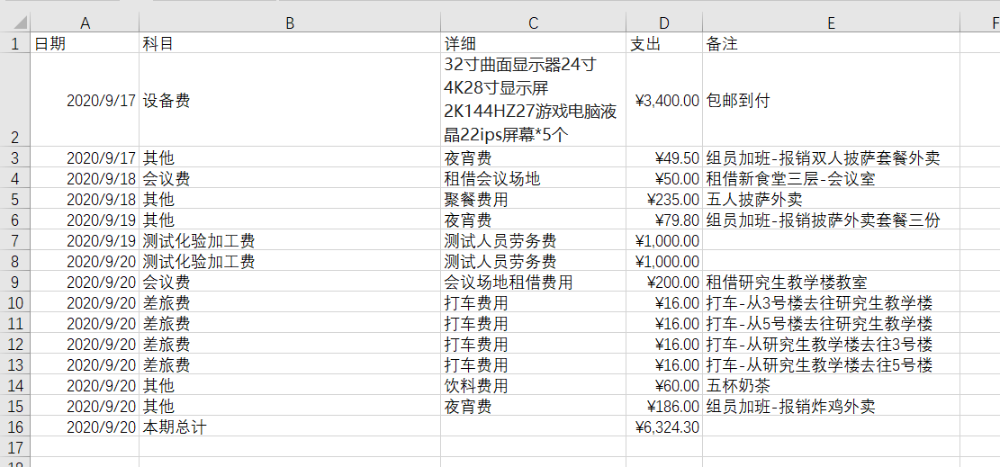 A B C D E F
1 日期 科目 详细 支出 备注
32寸曲面显示器24寸
4K28寸显示屏
2020/9/17 设备费 ¥3,400.00 包邮到付
2K144HZ27游戏电脑液
2 晶22ips屏幕*5个
3 2020/9/17 其他 夜宵费 ¥49.50 组员加班-报销双人披萨套餐外卖
4 2020/9/18 会议费 租借会议场地 ¥50.00 租借新食堂三层-会议室
5 2020/9/18 其他 聚餐费用 ¥235.00 五人披萨外卖
6 2020/9/19 其他 夜宵费 ¥79.80 组员加班-报销披萨外卖套餐三份
7 2020/9/19 测试化验加工费 测试人员劳务费 ¥1,000.00
8 2020/9/20 测试化验加工费 测试人员劳务费 ¥1,000.00
9 2020/9/20 会议费 会议场地租借费用 ¥200.00 租借研究生教学楼教室
10 2020/9/20 差旅费 打车费用 ¥16.00 打车-从3号楼去往研究生教学楼
11 2020/9/20 差旅费 打车费用 ¥16.00 打车-从5号楼去往研究生教学楼
12 2020/9/20 差旅费 打车费用 ¥16.00 打车-从研究生教学楼去往3号楼
13 2020/9/20 差旅费 打车费用 ¥16.00 打车-从研究生教学楼去往5号楼
14 2020/9/20 其他 饮料费用 ¥60.00 五杯奶茶
15 2020/9/20 其他 夜宵费 ¥186.00 组员加班-报销炸鸡外卖
16 2020/9/20 本期总计 ¥6,324.30
17